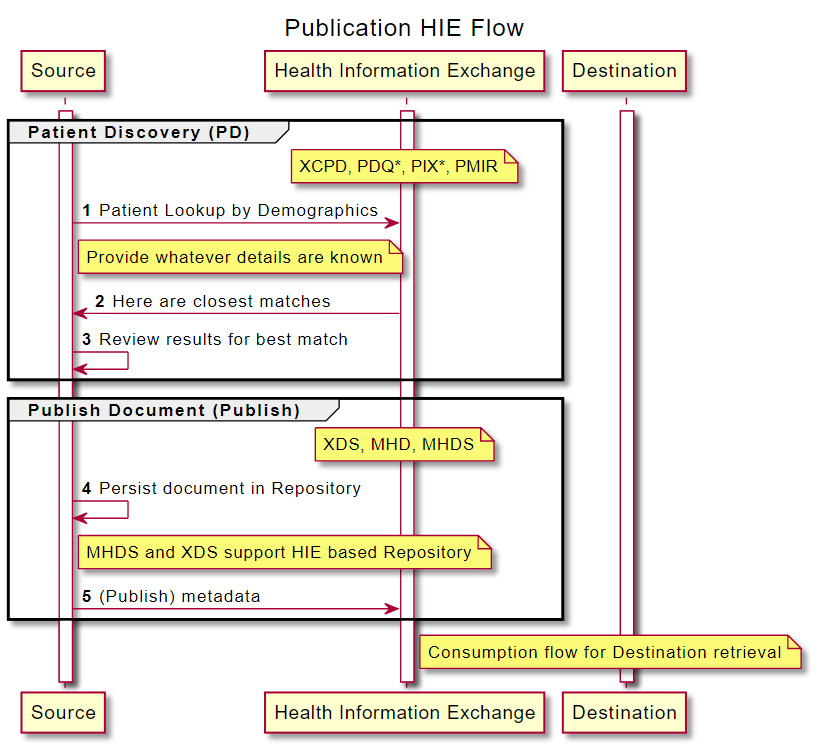 Publication HIE Flow
Source
Health Information Exchange
Destination
Patient Discovery (PD)
XCPD, PDQ*, PIX*, PMIR
1 Patient Lookup by Demographics
Provide whatever details are known
2 Here are closest matches
3 Review results for best match
Publish Document (Publish)
XDS, MHD, MHDS
4 Persist document in Repository
MHDS and XDS support HIE based Repository
5 (Publish) metadata
Consumption flow for Destination retrieval
Source
Health Information Exchange
Destination